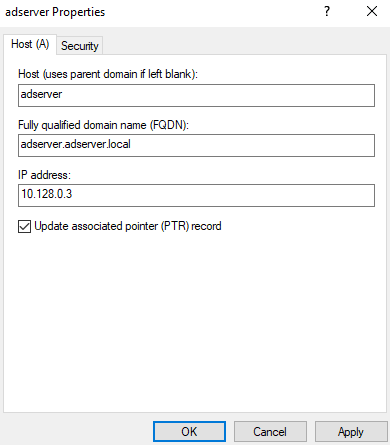 adserver Properties
?
Host (A) Security
Host (uses parent domain if left blank):
adserver
Fully qualified domain name (FQDN):
adserver.adserver.local
IP address:
10.128.0.3
Update associated pointer (PTR) record
OK Cancel Apply